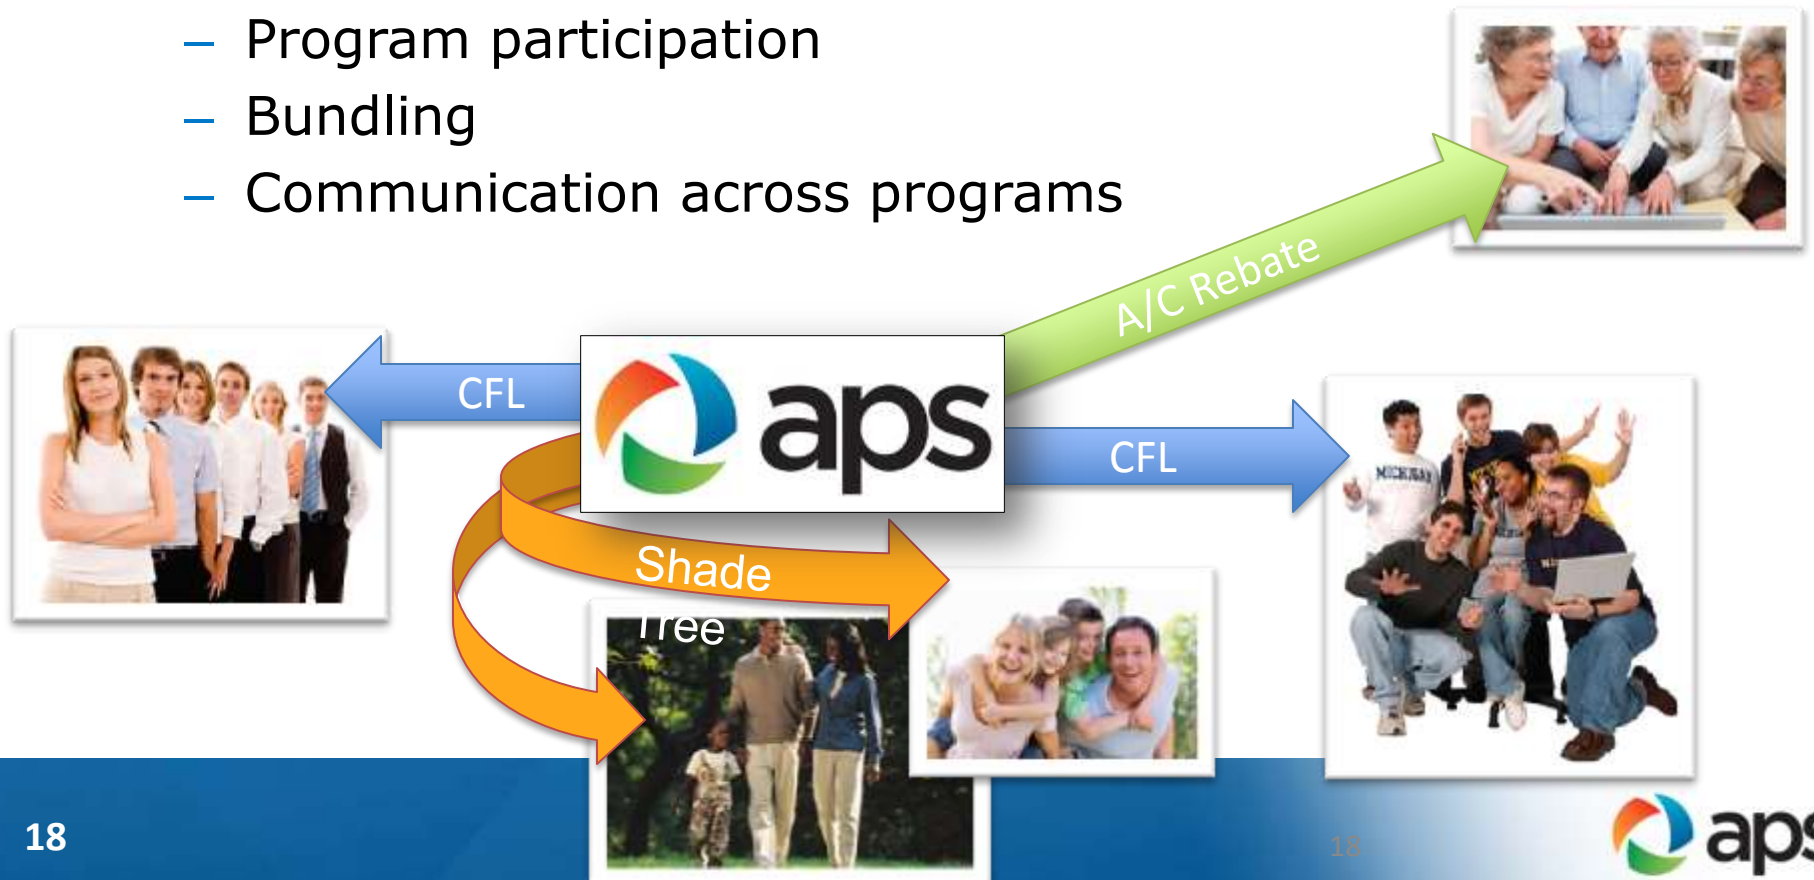 – Program participation
– Bundling
– Communication across programs
A/C Rebate
CFL
aps
CFL
MICHIGAN
Shade
Tree
18
18
aps